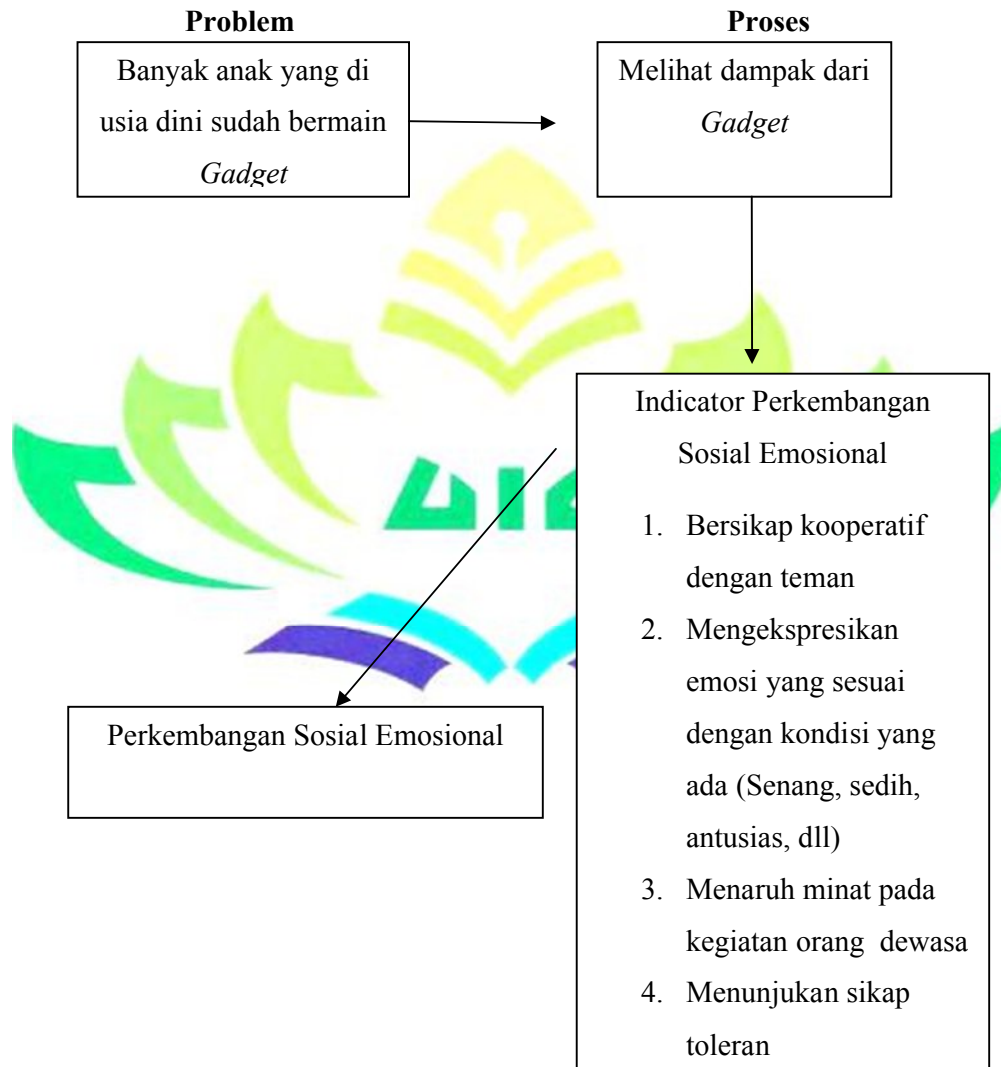 Problem
Banyak anak yang di
usia dini sudah bermain
Gadget
Proses
Melihat dampak dari
Gadget
Indicator Perkembangan
Sosial Emosional
1. Bersikap kooperatif
dengan teman
2. Mengekspresikan
emosi yang sesuai
dengan kondisi yang
ada (Senang, sedih,
antusias, dll)
3. Menaruh minat pada
kegiatan orang dewasa
4. Menunjukan sikap
toleran
Perkembangan Sosial Emosional